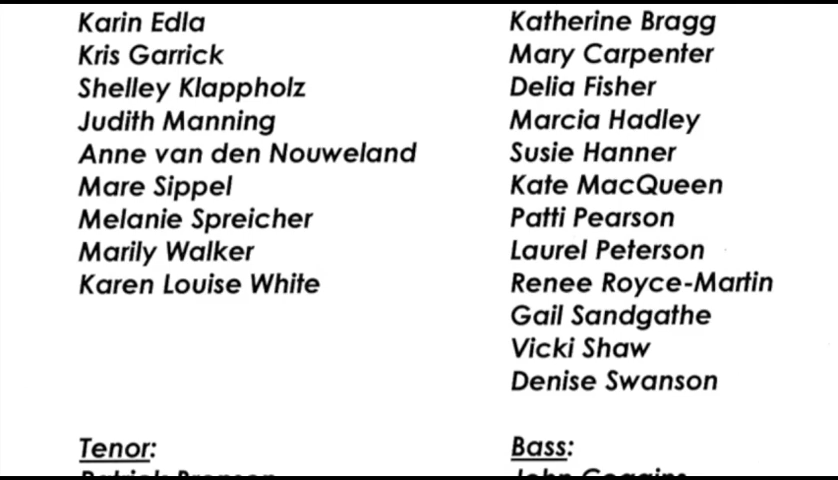 Karin Edla
Kris Garrick
Shelley Klappholz
Judith Manning
Anne van den Nouweland
Mare Sippel
Melanie Spreicher
Marily Walker
Karen Louise White
Katherine Bragg
Mary Carpenter
Delia Fisher
Marcia Hadley
Susie Hanner
Kate MacQueen
Patti Pearson
Laurel Peterson
Renee Royce-Martin
Gail Sandgathe
Vicki Shaw
Denise Swanson
Tenor:
Patrick
Bass:
John